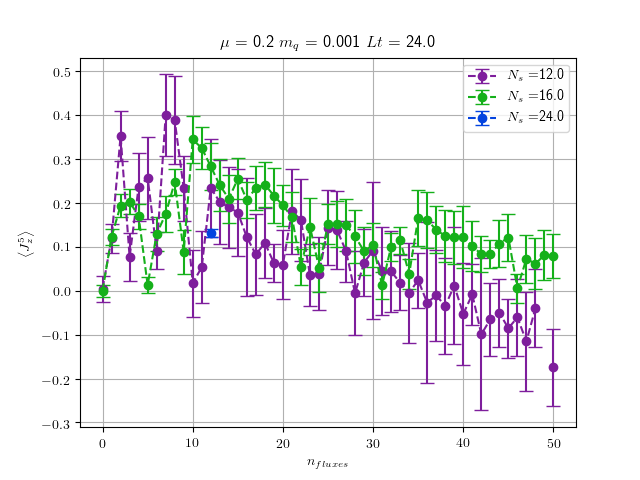 μ = 0.2 m_q = 0.001 Lt = 24.0
⟨J_z^5⟩
0.5
0.4
0.3
0.2
0.1
0.0
−0.1
−0.2
−0.3
N_s =12.0
N_s =16.0
N_s =24.0
0 10 20 30 40 50
n_fluxes